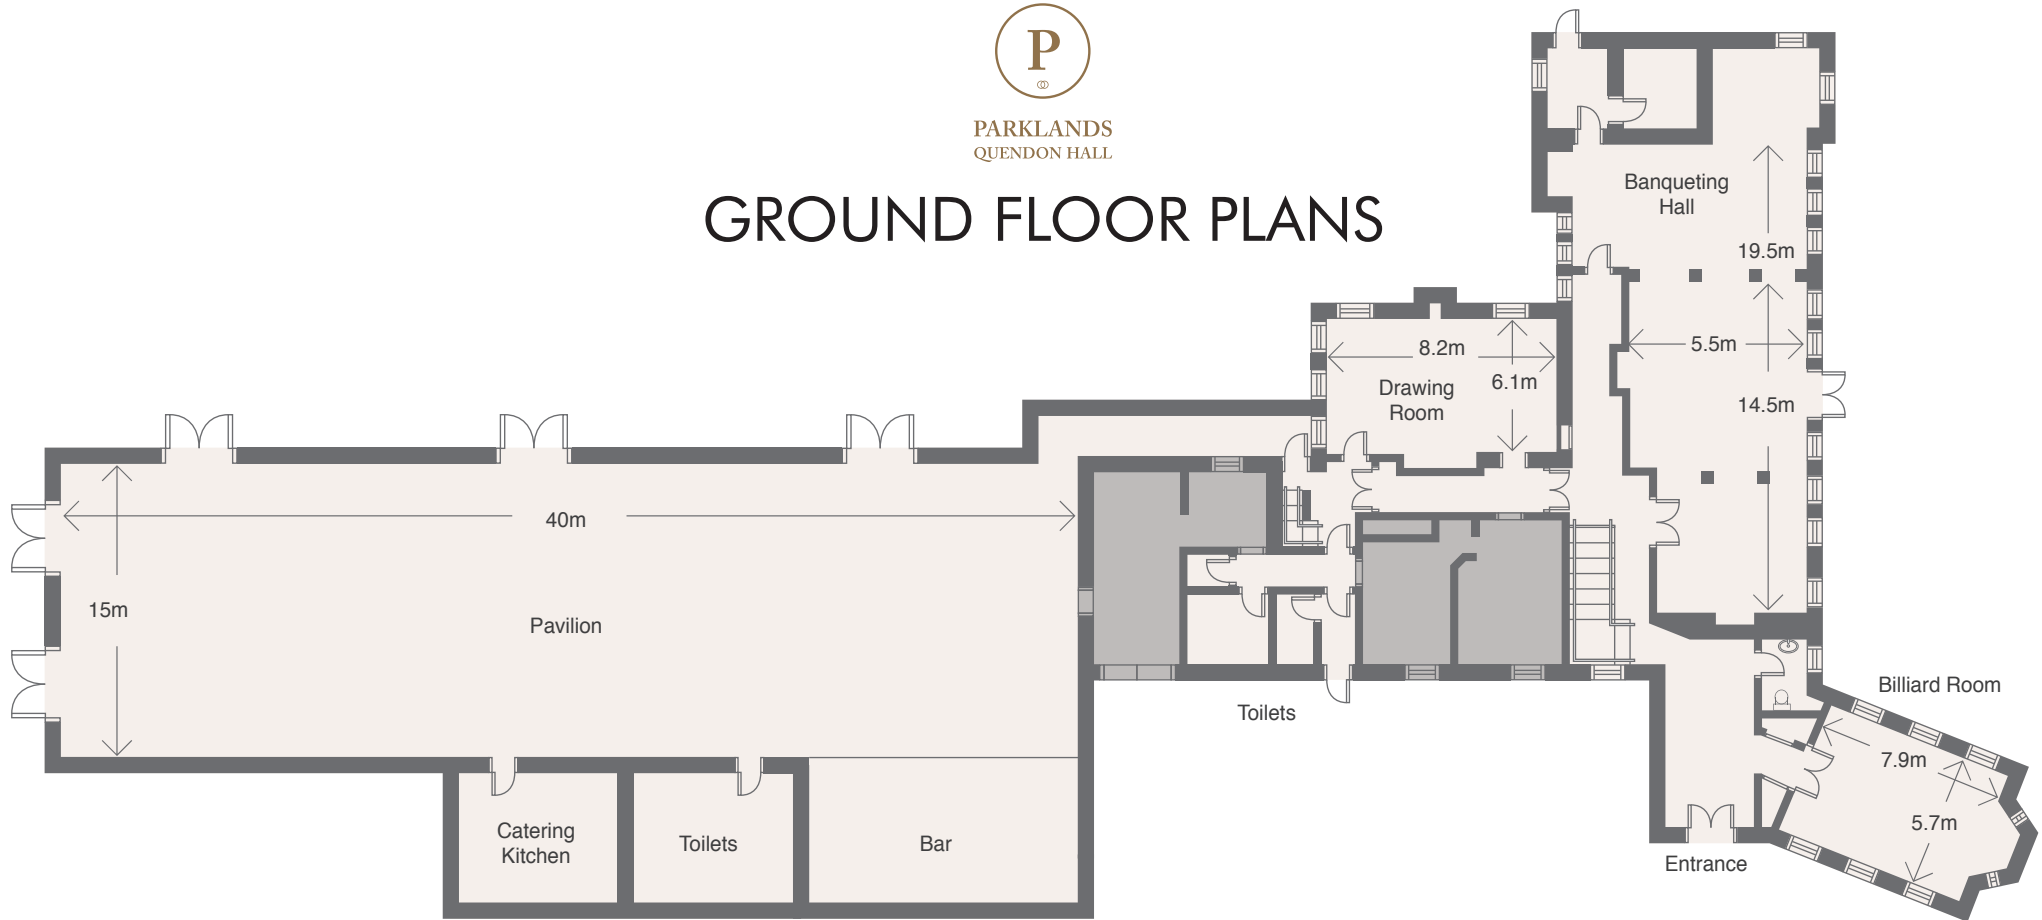 P
PARKLANDS
QUENDON HALL
GROUND FLOOR PLANS
Banqueting
Hall
19.5m
5.5m
14.5m
8.2m
6.1m
Drawing
Room
40m
15m
Pavilion
Toilets
Billiard Room
7.9m
5.7m
Catering
Kitchen
Toilets
Bar
Entrance